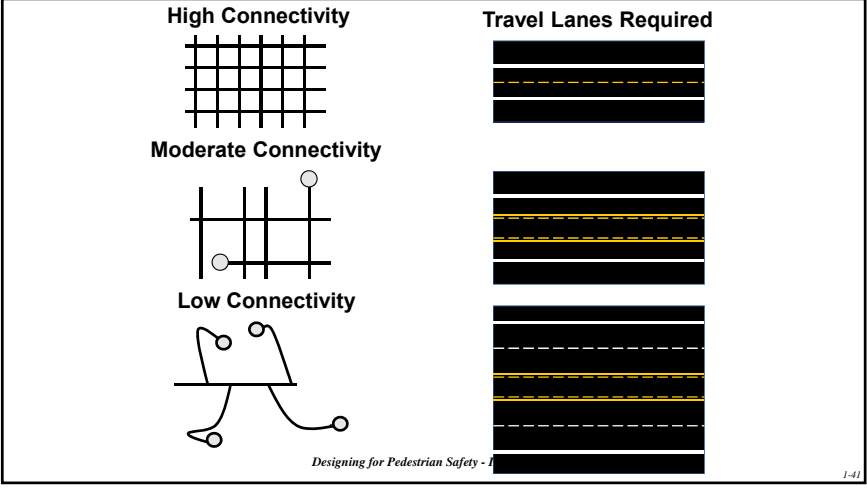 High Connectivity
Travel Lanes Required
Moderate Connectivity
Low Connectivity
Designing for Pedestrian Safety -
1-41